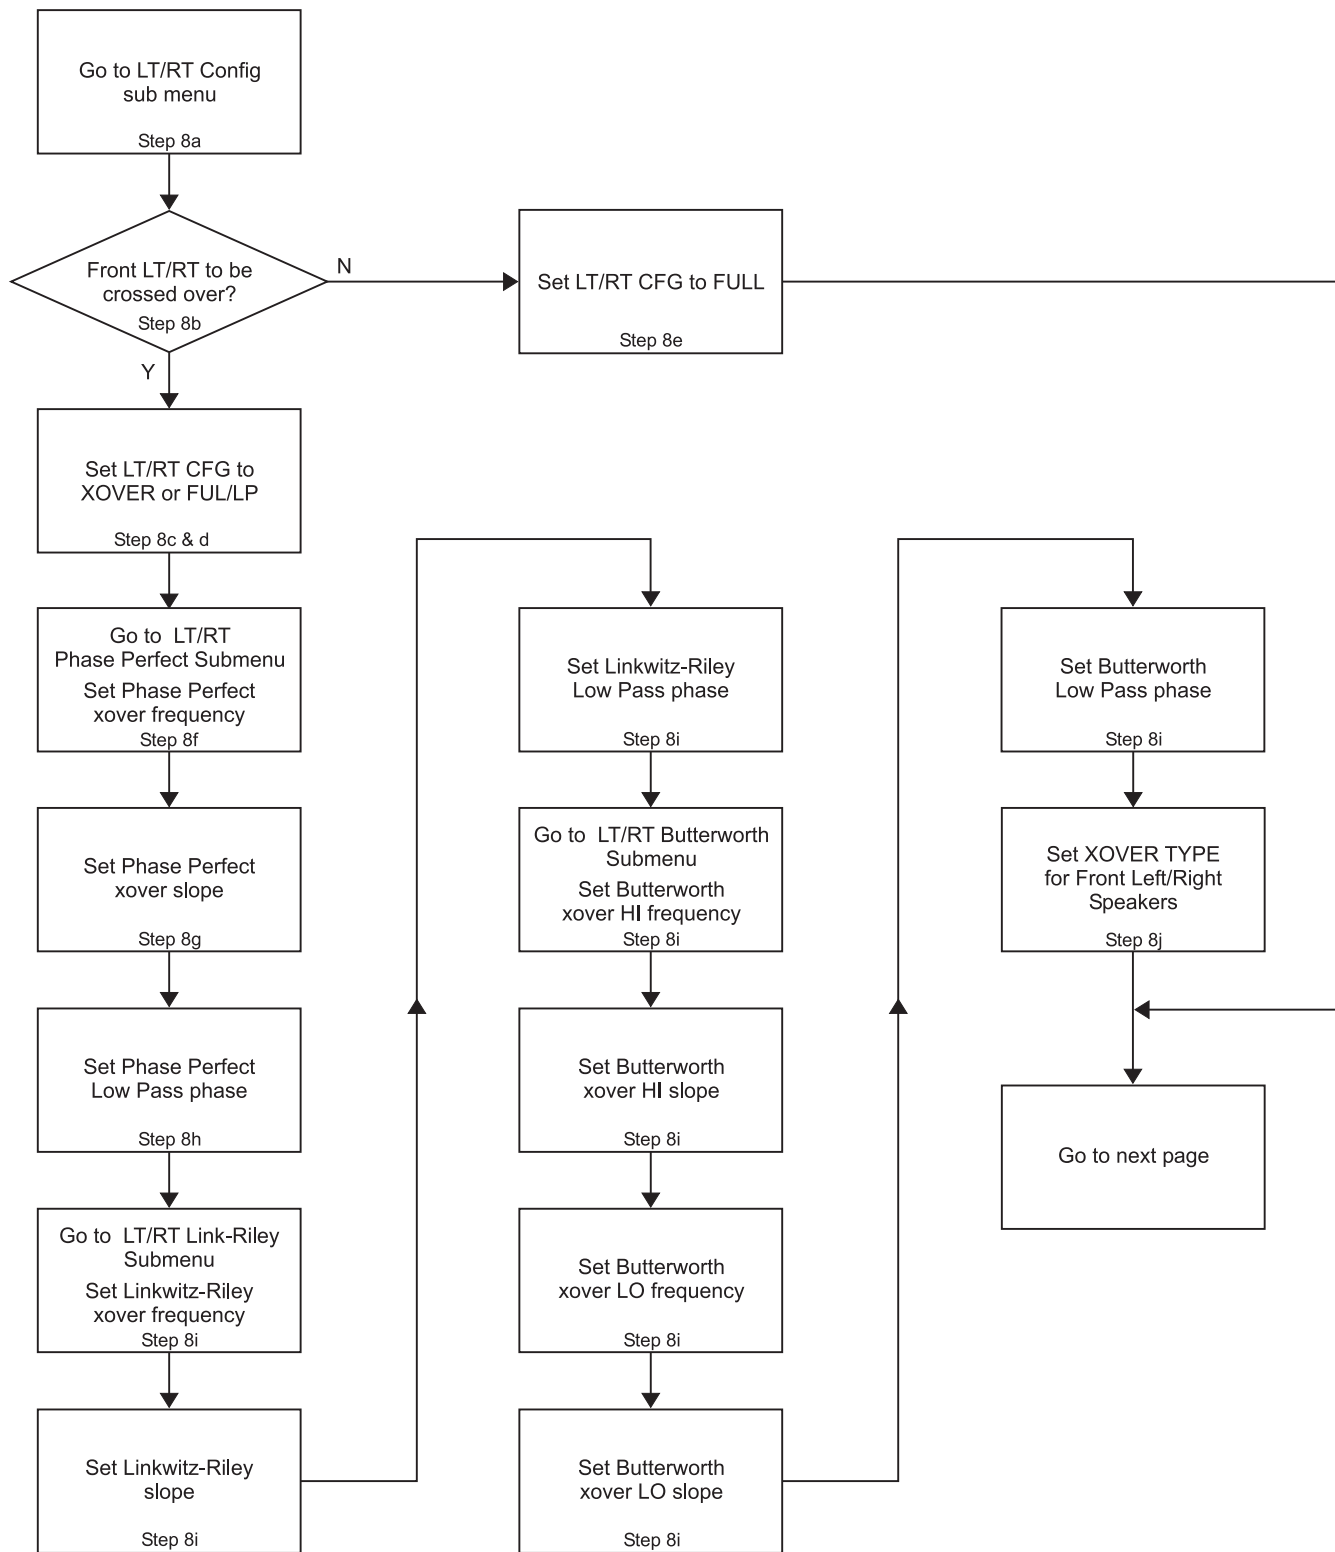 Go to LT/RT Config
sub menu
Step 8a
Front LT/RT to be
crossed over?
Step 8b
N
Y
Set LT/RT CFG to FULL
Step 8e
Set LT/RT CFG to
XOVER or FUL/LP
Step 8c & d
Go to LT/RT
Phase Perfect Submenu
Set Phase Perfect
xover frequency
Step 8f
Set Phase Perfect
xover slope
Step 8g
Set Phase Perfect
Low Pass phase
Step 8h
Go to LT/RT Link-Riley
Submenu
Set Linkwitz-Riley
xover frequency
Step 8i
Set Linkwitz-Riley
slope
Step 8i
Set Linkwitz-Riley
Low Pass phase
Step 8i
Go to LT/RT Butterworth
Submenu
Set Butterworth
xover HI frequency
Step 8i
Set Butterworth
xover HI slope
Step 8i
Set Butterworth
xover LO frequency
Step 8i
Set Butterworth
xover LO slope
Step 8i
Set Butterworth
Low Pass phase
Step 8i
Set XOVER TYPE
for Front Left/Right
Speakers
Step 8j
Go to next page